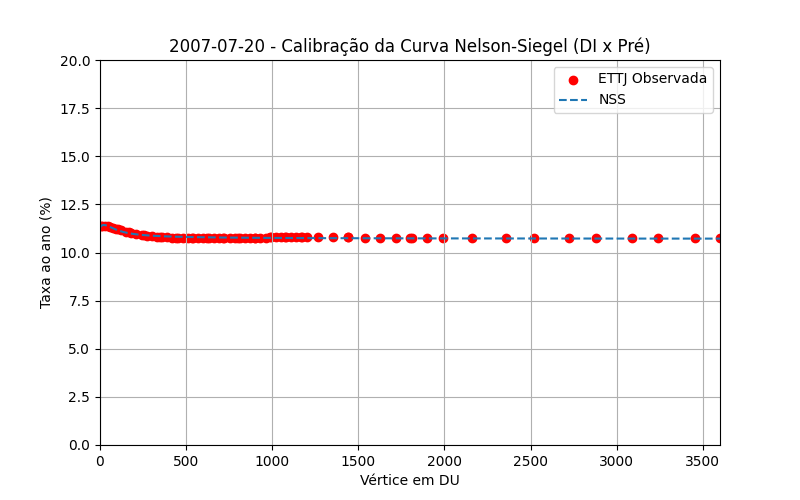 2007-07-20 - Calibração da Curva Nelson-Siegel (DI x Pré)
20.0
17.5
15.0
12.5
10.0
7.5
5.0
2.5
0.0
Taxa ao ano (%)
ETTJ Observada
NSS
0 500 1000 1500 2000 2500 3000 3500
Vértice em DU